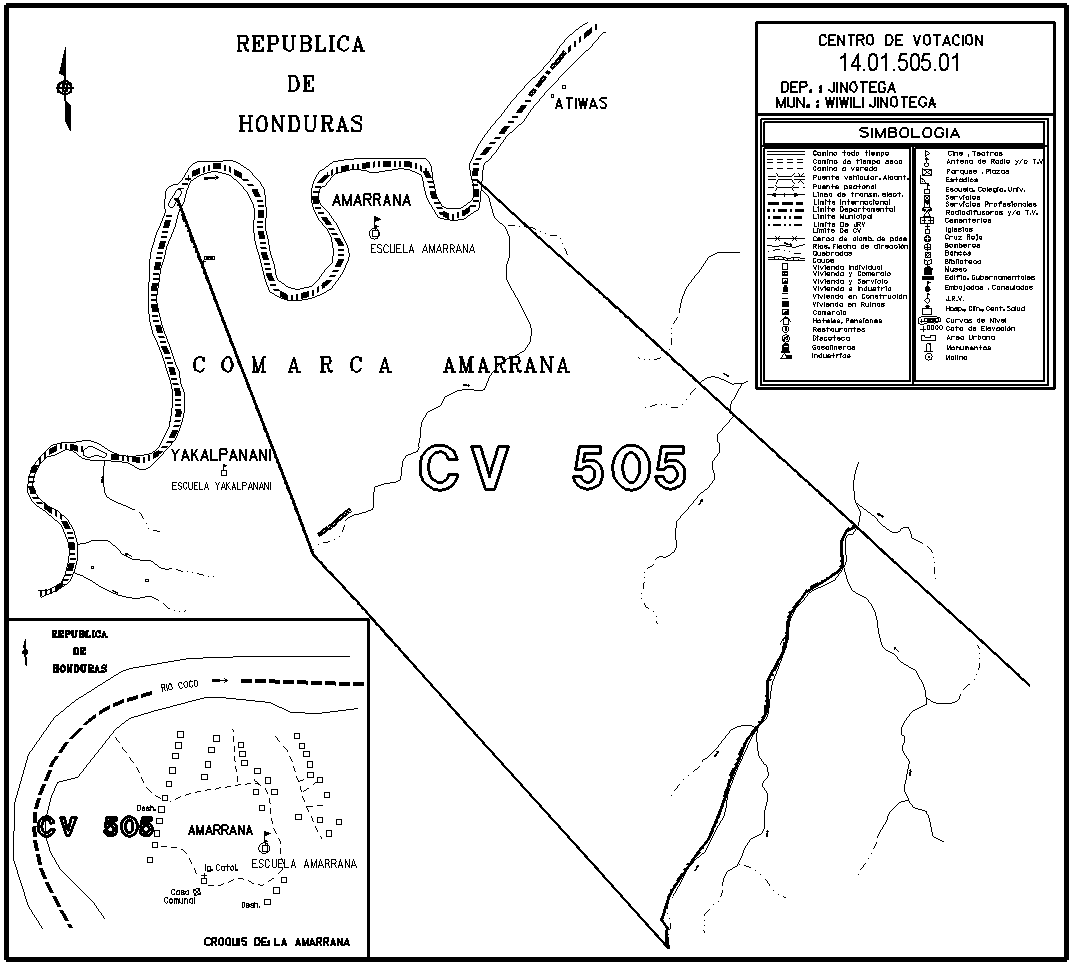 REPUBLICA
DE
HONDURAS
ATIWAS
AMARRANA
ESCUELA AMARRANA
COMARCA AMARRANA
YAKALPANANI
ESCUELA YAKALPANANI
CV 505
CENTRO DE VOTACION
14.01.505.01
DEP. : JINOTEGA
MUN. : WIWILI JINOTEGA
SIMBOLOGIA
Camino todo tiempo
Camino de tiempo seco
Camino o vereda
Puente vehicular. Alcant.
Puente peatonal
Linea de transm. elect.
Limite Internacional
Limite Departamental
Limite Municipal
Limite De JRV
Limite De CV
Cerca de alamb. de púas
Rios, Flecha de dirección
Quebradas
Cauce
Vivienda Individual
Vivienda y Comercio
Vivienda y Servicio
Vivienda e Industria
Vivienda en Construcción
Vivienda en Ruinas
Comercio
Hoteles, Pensiones
Restaurantes
Discoteca
Gasolineras
Industrias
Cine , Teatros
Antena de Radio y/o T.V
Parques , Plazas
Estadios
Escuela, Colegio, Univ.
Servicios
Servicios Profesionales
Radiodifusoras y/o T.V.
Cementerios
Iglesias
Cruz Roja
Bomberos
Bancos
Biblioteca
Museo
Edific. Gubernamentales
Embajadas , Consulados
J.R.V.
Hosp., Clin., Cent. Salud
Curvas de Nivel
Cota de Elevación
Area Urbana
Monumentos
Molino
REPUBLICA
DE
HONDURAS
RIO COCO
CV 505
Desh.
AMARRANA
ESCUELA AMARRANA
Ig. Catol.
Casa
Comunal
Desh.
CROQUIS DE: LA AMARRANA